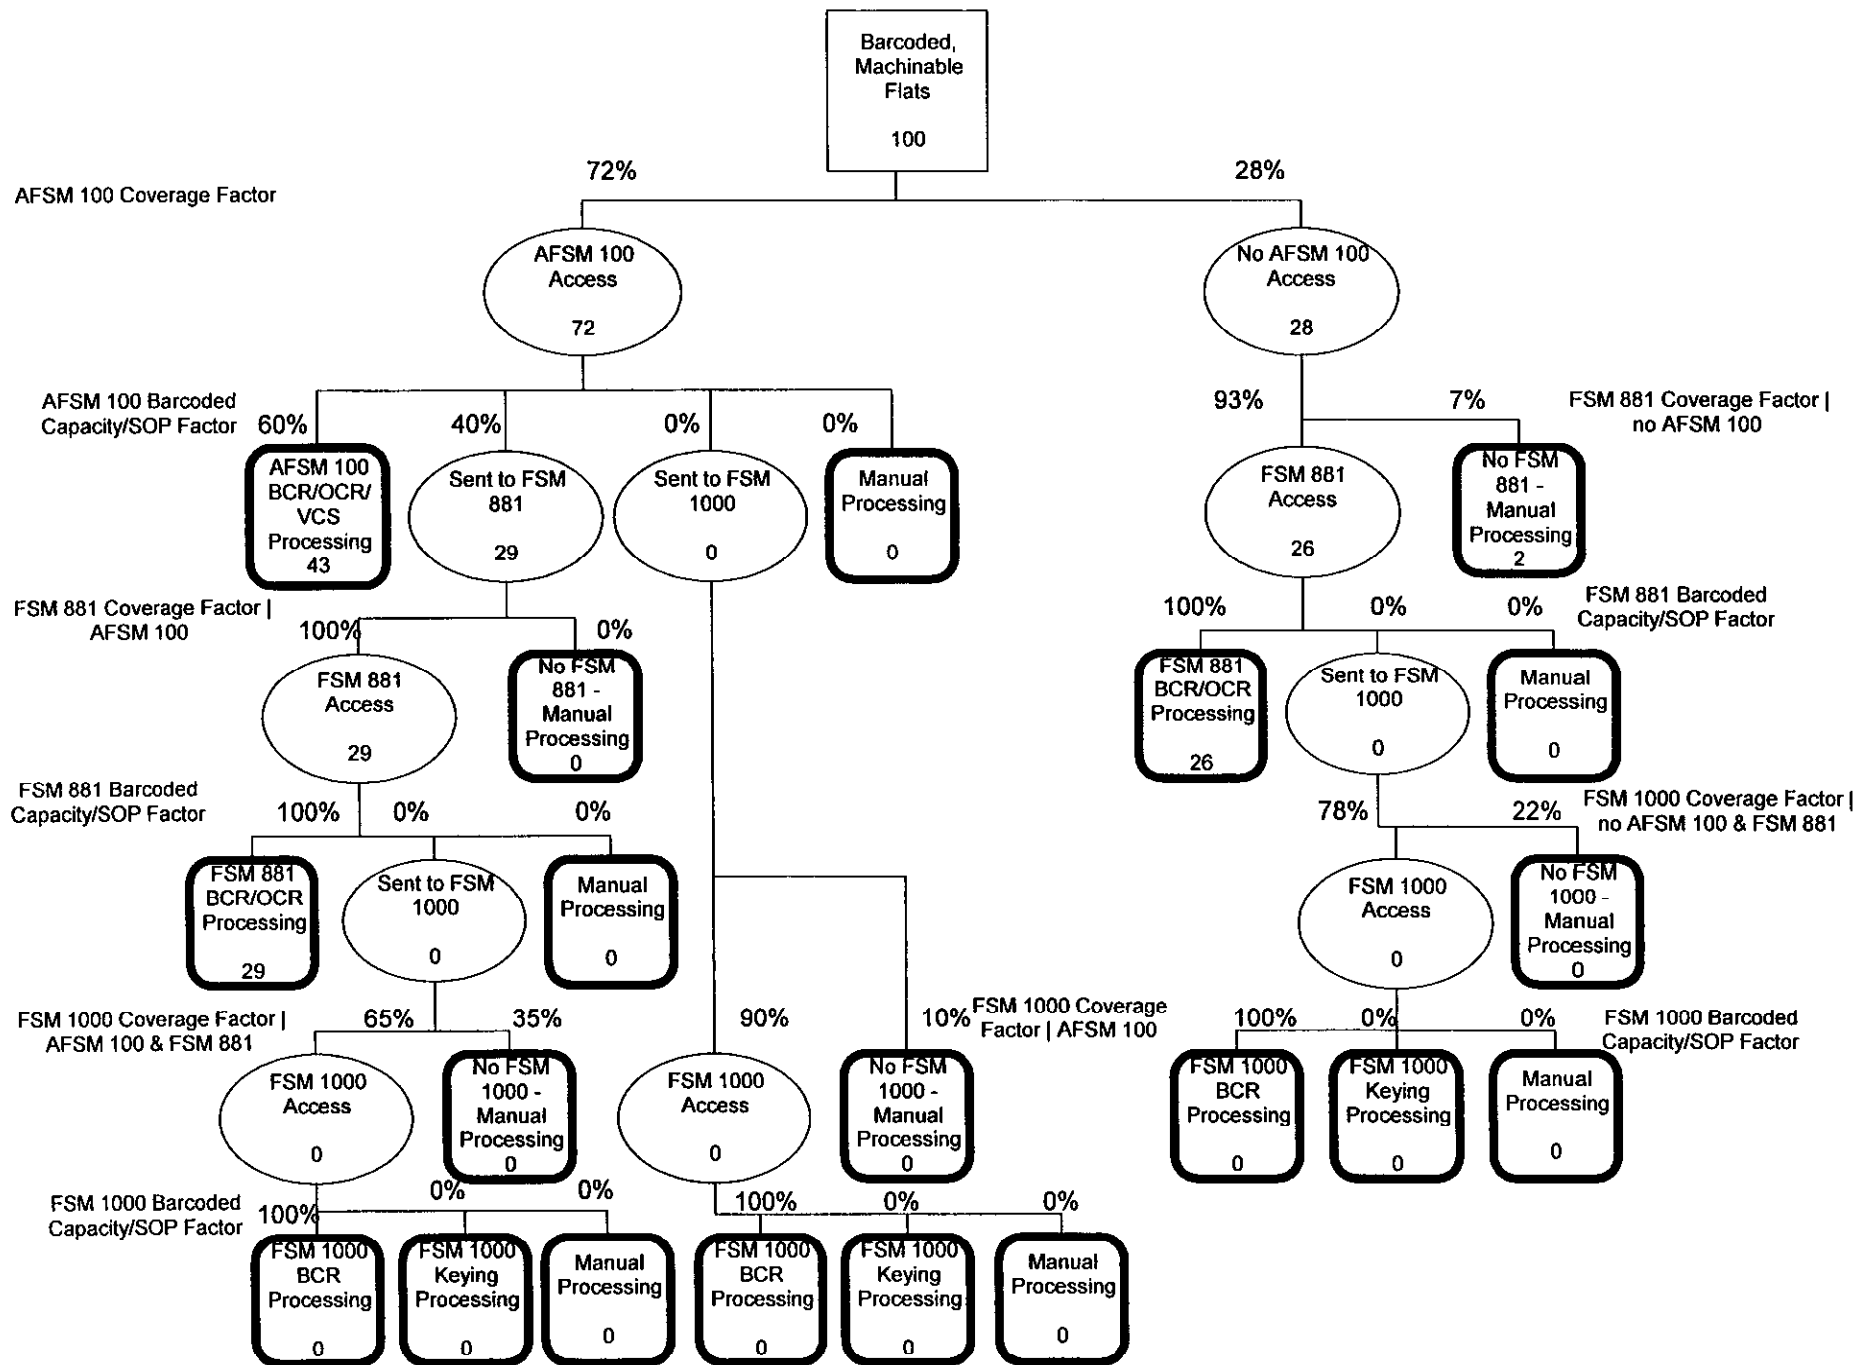 Barcoded,
Machinable
Flats
100
72%
28%
AFSM 100 Coverage Factor
AFSM 100
Access
72
No AFSM 100
Access
28
AFSM 100 Barcoded
Capacity/SOP Factor
60%
40%
0%
0%
93%
7%
FSM 881 Coverage Factor |
no AFSM 100
AFSM 100
BCR/OCR/
VCS
Processing
43
Sent to FSM
881
29
Sent to FSM
1000
0
Manual
Processing
0
FSM 881
Access
26
No FSM
881 -
Manual
Processing
2
FSM 881 Coverage Factor |
AFSM 100
100%
0%
100%
0%
0%
FSM 881 Barcoded
Capacity/SOP Factor
FSM 881
Access
29
No FSM
881 -
Manual
Processing
0
FSM 881
BCR/OCR
Processing
26
Sent to FSM
1000
0
Manual
Processing
0
FSM 881 Barcoded
Capacity/SOP Factor
100%
0%
0%
78%
22%
FSM 1000 Coverage Factor |
no AFSM 100 & FSM 881
FSM 881
BCR/OCR
Processing
29
Sent to FSM
1000
0
Manual
Processing
0
FSM 1000
Access
0
No FSM
1000 -
Manual
Processing
0
FSM 1000 Coverage Factor |
AFSM 100 & FSM 881
65%
35%
90%
10%
FSM 1000 Coverage
Factor | AFSM 100
100%
0%
0%
FSM 1000 Barcoded
Capacity/SOP Factor
FSM 1000
Access
0
No FSM
1000 -
Manual
Processing
0
FSM 1000
Access
0
No FSM
1000 -
Manual
Processing
0
FSM 1000
BCR
Processing
0
FSM 1000
Keying
Processing
0
Manual
Processing
0
FSM 1000 Barcoded
Capacity/SOP Factor
100%
0%
0%
100%
0%
0%
FSM 1000
BCR
Processing
0
FSM 1000
Keying
Processing
0
Manual
Processing
0
FSM 1000
BCR
Processing
0
FSM 1000
Keying
Processing
0
Manual
Processing
0